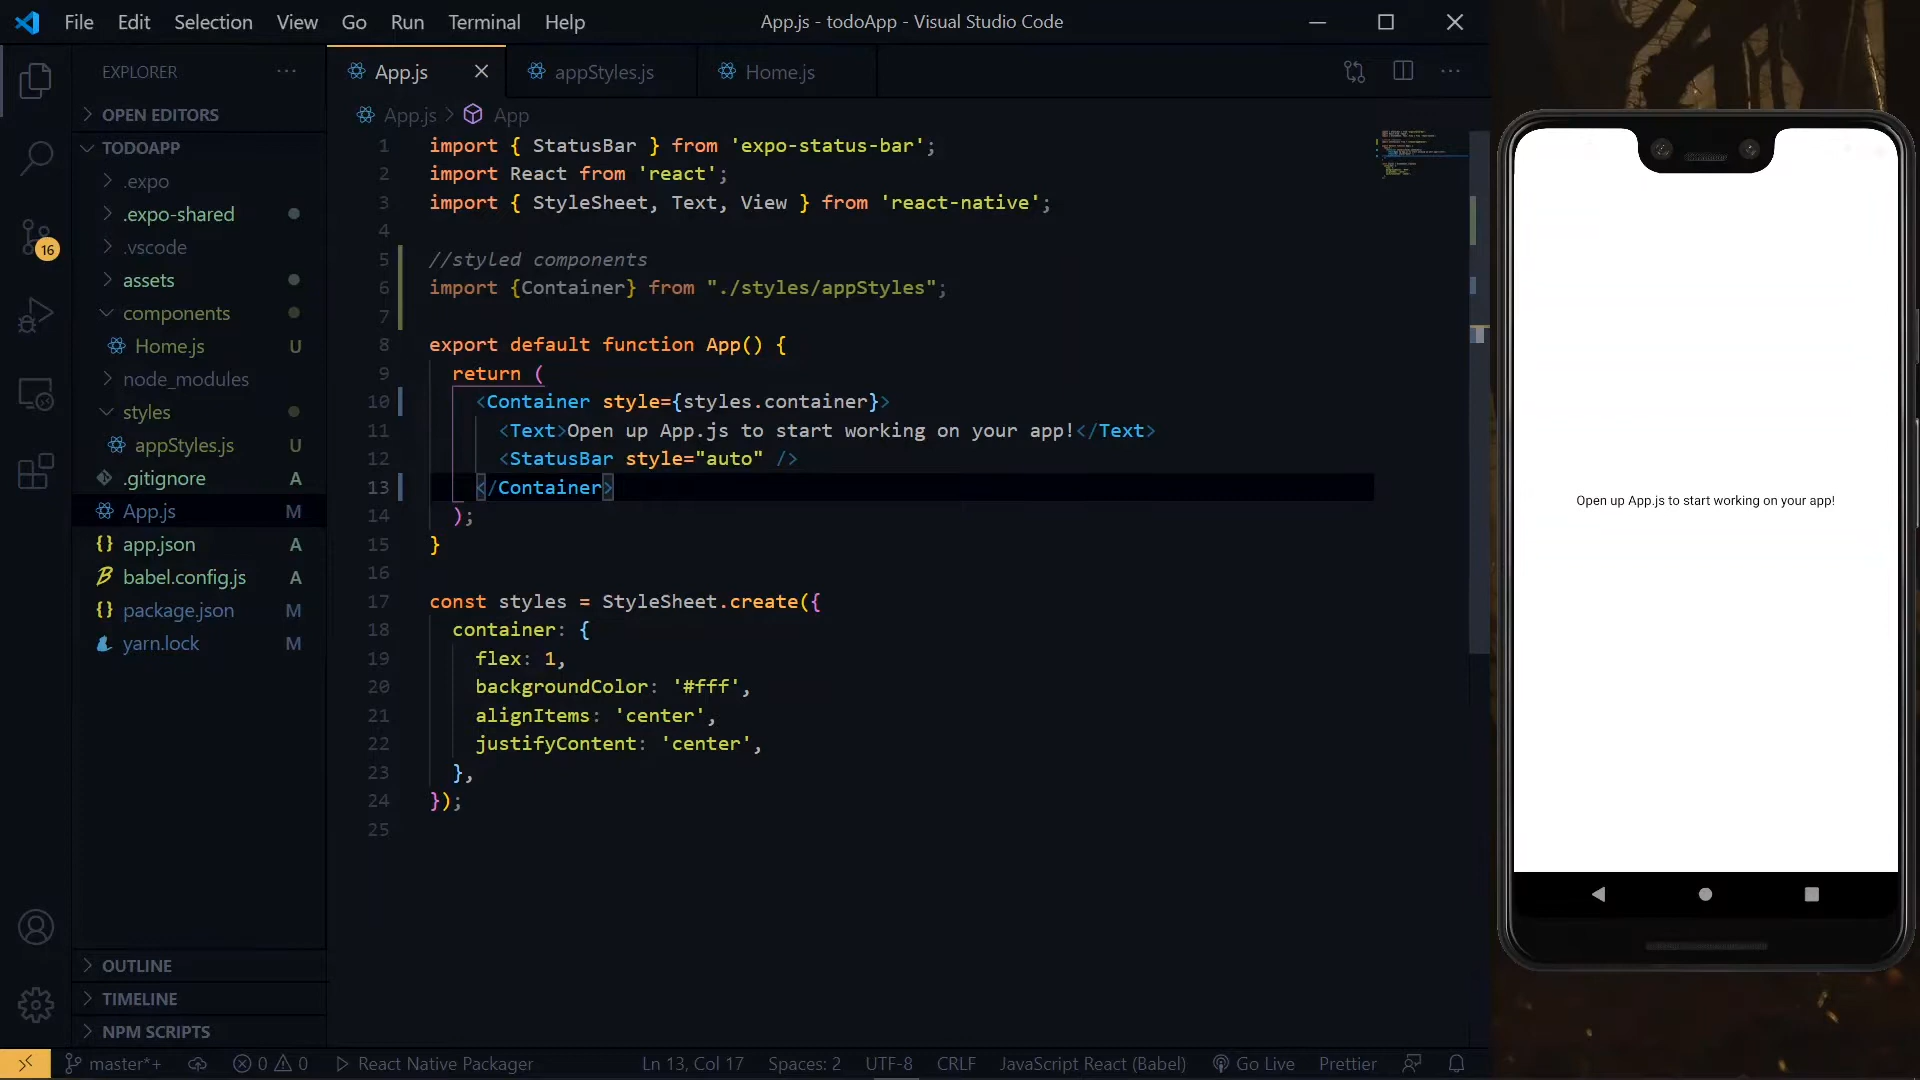 File Edit Selection View Go Run Terminal Help
App.js - todoApp - Visual Studio Code
EXPLORER
OPEN EDITORS
TODOAPP
.expo
.expo-shared
.vscode
assets
components
Home.js U
node_modules
styles
appStyles.js U
.gitignore A
App.js M
app.json A
babel.config.js A
package.json M
yarn.lock M
OUTLINE
TIMELINE
NPM SCRIPTS
16
App.js appStyles.js Home.js
App.js > App
1 import { StatusBar } from 'expo-status-bar';
2 import React from 'react';
3 import { StyleSheet, Text, View } from 'react-native';
4
5 //styled components
6 import {Container} from "./styles/appStyles";
7
8 export default function App() {
9 return (
10 <Container style={styles.container}>
11 <Text>Open up App.js to start working on your app!</Text>
12 <StatusBar style="auto" />
13 </Container>
14 );
15 }
16
17 const styles = StyleSheet.create({
18 container: {
19 flex: 1,
20 backgroundColor: '#fff',
21 alignItems: 'center',
22 justifyContent: 'center',
23 },
24 });
25
Open up App.js to start working on your app!
master*+ 0 0 React Native Packager Ln 13, Col 17 Spaces: 2 UTF-8 CRLF JavaScript React (Babel) Go Live Prettier